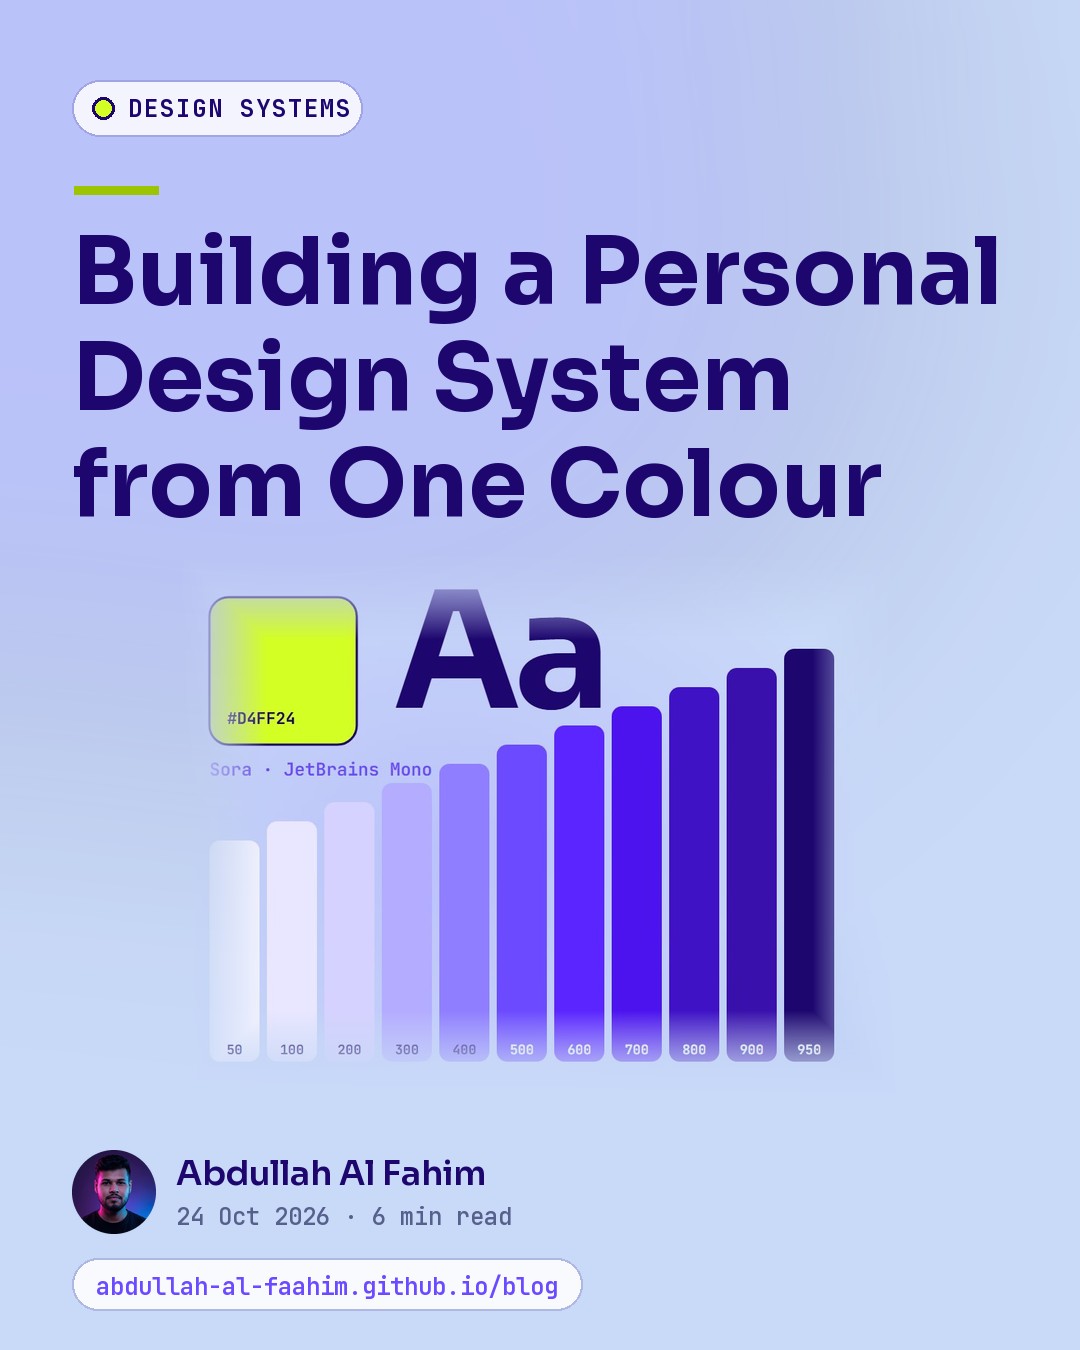 DESIGN SYSTEMS
Building a Personal
Design System
from One Colour
Aa
#D4FF24
Sora · JetBrains Mono
50 100 200 300 400 500 600 700 800 900 950
Abdullah Al Fahim
24 Oct 2026 · 6 min read
abdullah-al-faahim.github.io/blog